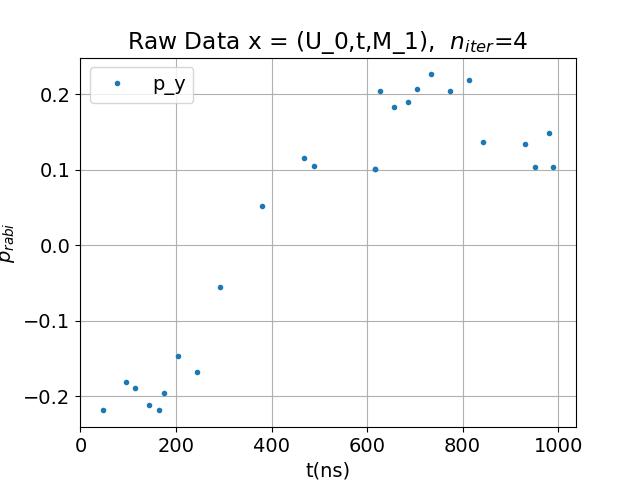 Raw Data x = (U_0,t,M_1), n_iter=4
p_y
0.2
0.1
0.0
−0.1
−0.2
p_rabi
0
200
400
600
800
1000
t(ns)